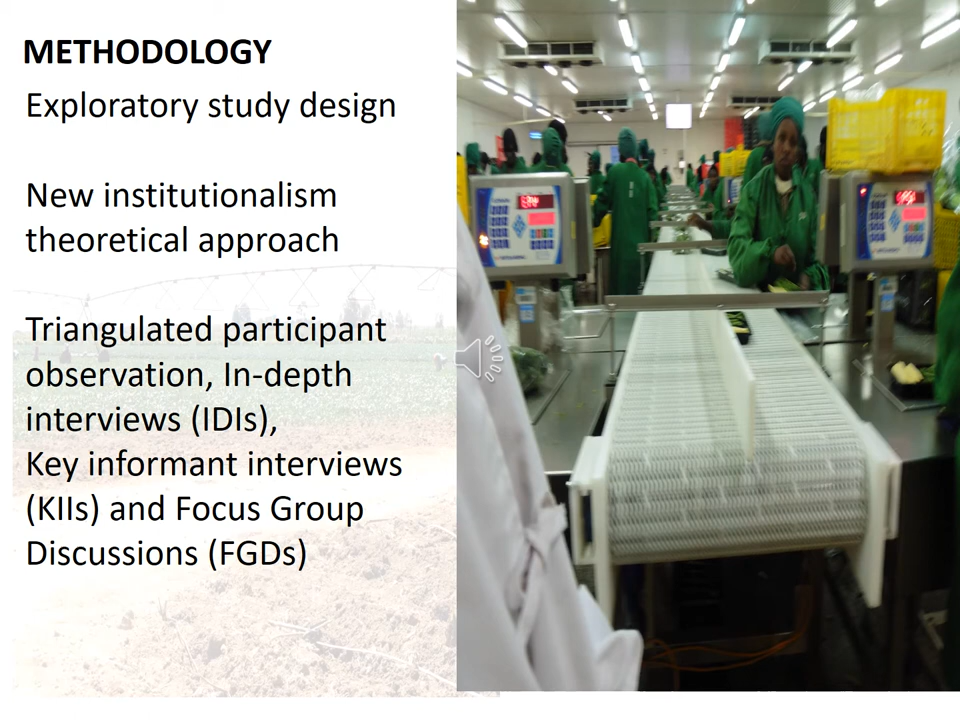 METHODOLOGY
Exploratory study design
New institutionalism
theoretical approach
Triangulated participant
observation, In-depth
interviews (IDIs),
Key informant interviews
(KIIs) and Focus Group
Discussions (FGDs)